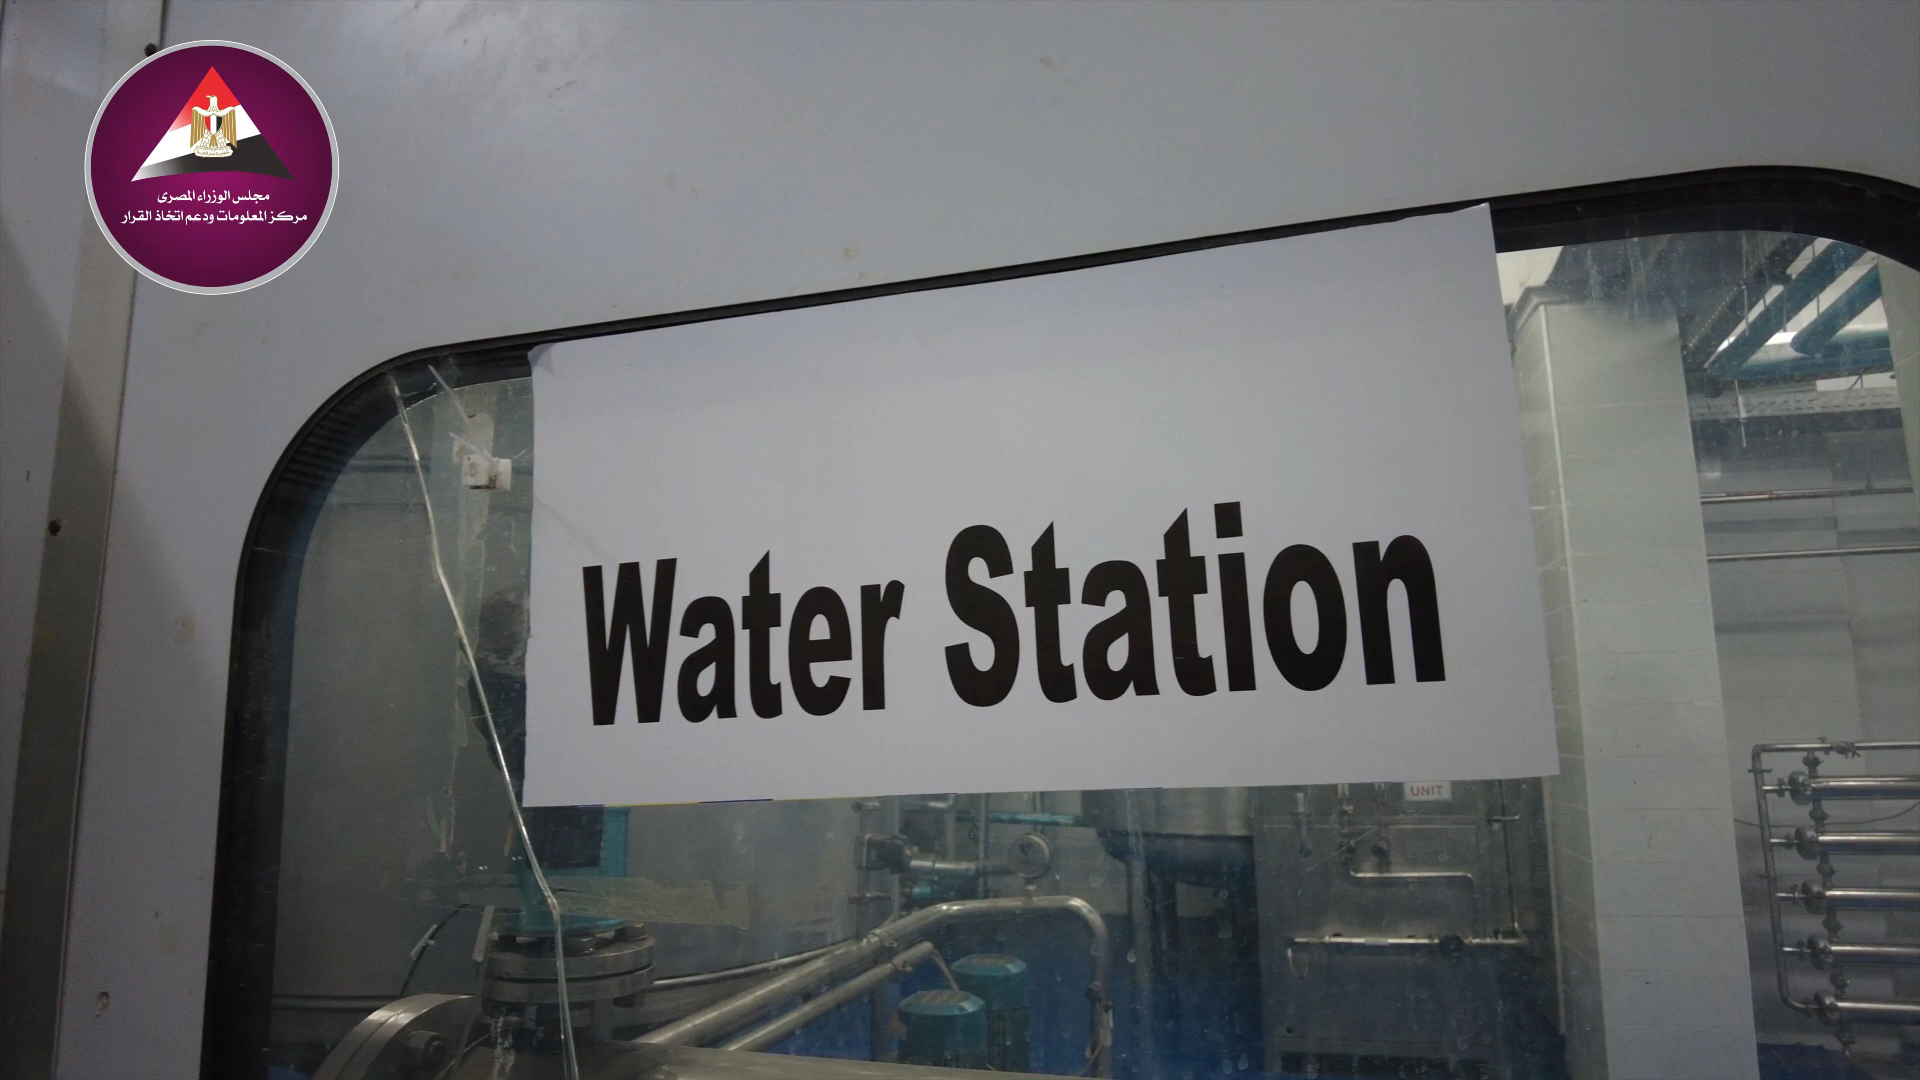 مجلس الوزراء المصرى
مركز المعلومات ودعم اتخاذ القرار
Water Station
UNIT